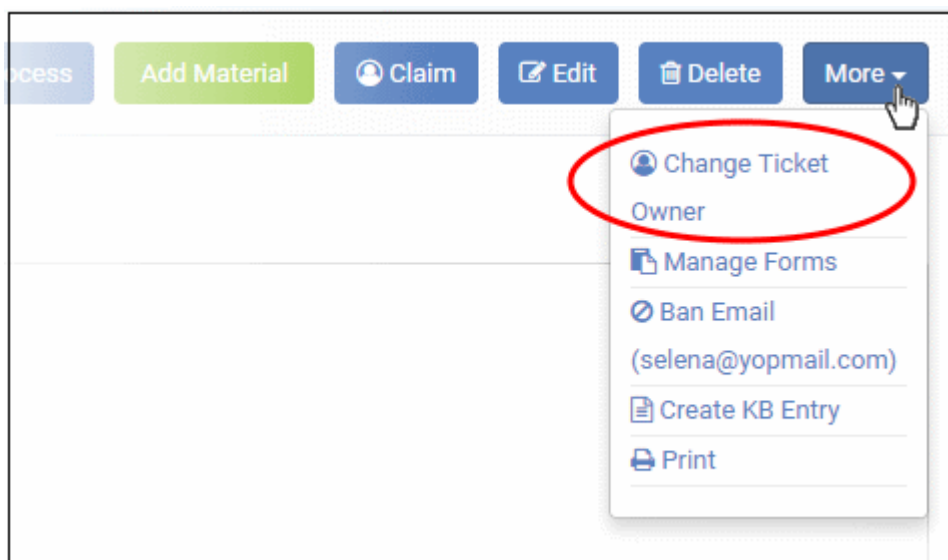 Add Material Claim Edit Delete More
Change Ticket
Owner
Manage Forms
Ban Email
(selena@yopmail.com)
Create KB Entry
Print